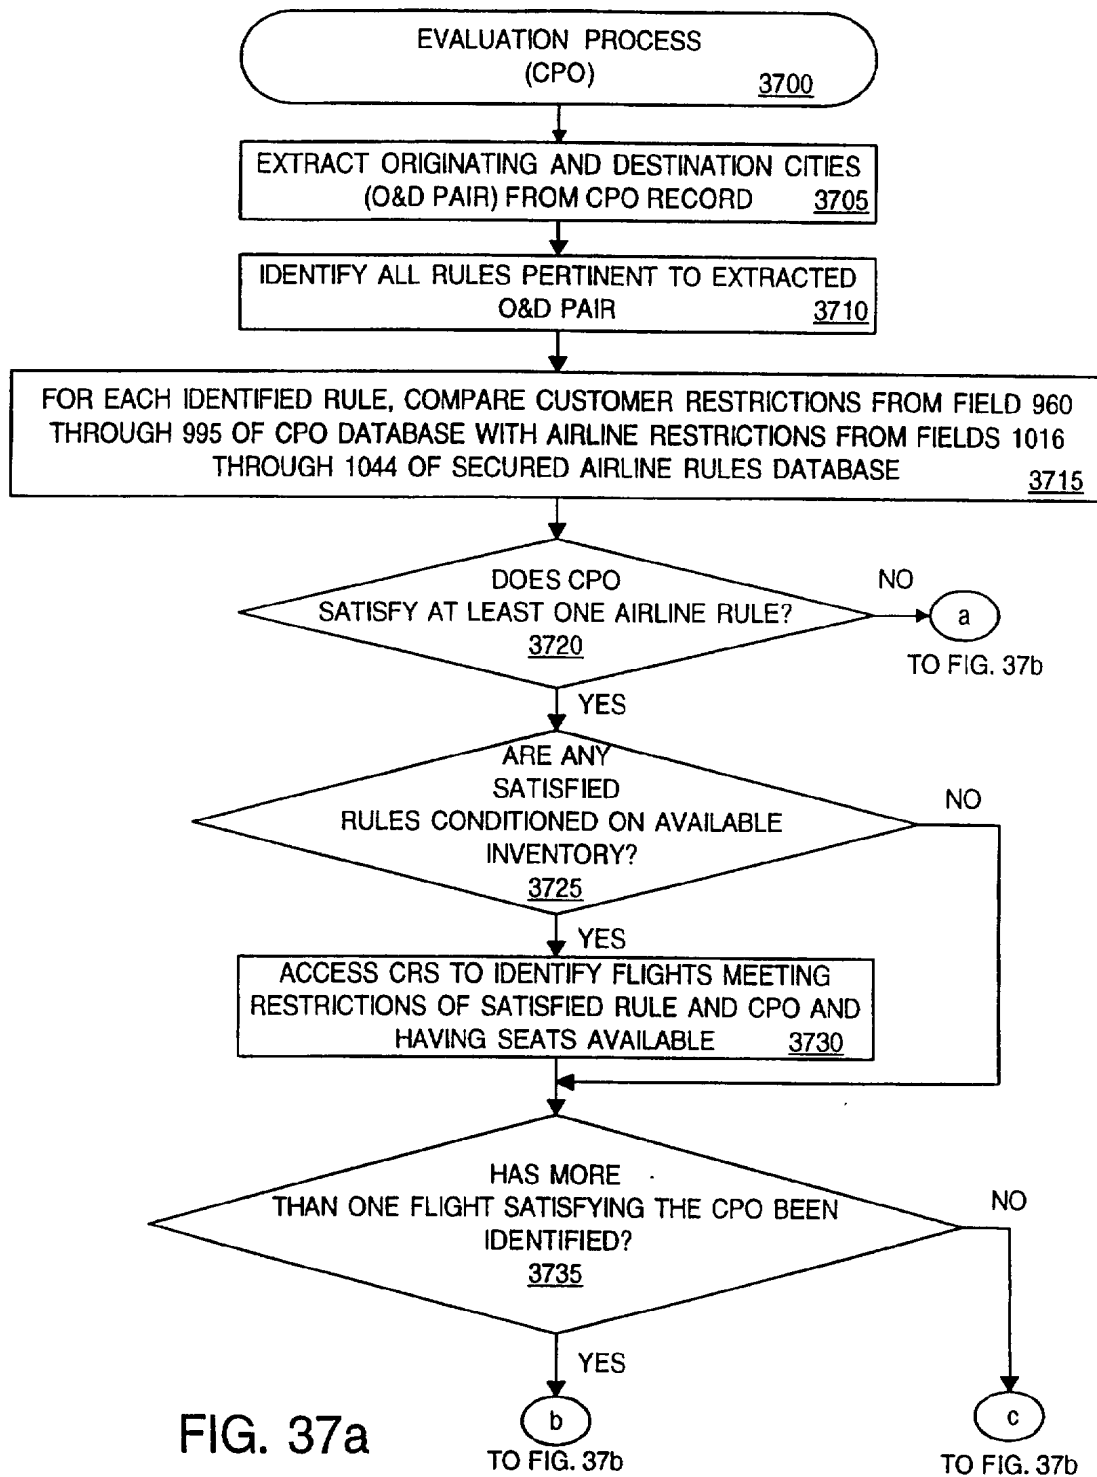 EVALUATION PROCESS
(CPO)
3700
EXTRACT ORIGINATING AND DESTINATION CITIES
(O&D PAIR) FROM CPO RECORD 3705
IDENTIFY ALL RULES PERTINENT TO EXTRACTED
O&D PAIR 3710
FOR EACH IDENTIFIED RULE, COMPARE CUSTOMER RESTRICTIONS FROM FIELD 960
THROUGH 995 OF CPO DATABASE WITH AIRLINE RESTRICTIONS FROM FIELDS 1016
THROUGH 1044 OF SECURED AIRLINE RULES DATABASE 3715
DOES CPO
SATISFY AT LEAST ONE AIRLINE RULE?
3720
NO
a
TO FIG. 37b
YES
ARE ANY
SATISFIED
RULES CONDITIONED ON AVAILABLE
INVENTORY?
3725
NO
YES
ACCESS CRS TO IDENTIFY FLIGHTS MEETING
RESTRICTIONS OF SATISFIED RULE AND CPO AND
HAVING SEATS AVAILABLE 3730
HAS MORE
THAN ONE FLIGHT SATISFYING THE CPO BEEN
IDENTIFIED?
3735
NO
YES
b
TO FIG. 37b
c
TO FIG. 37b
FIG. 37a